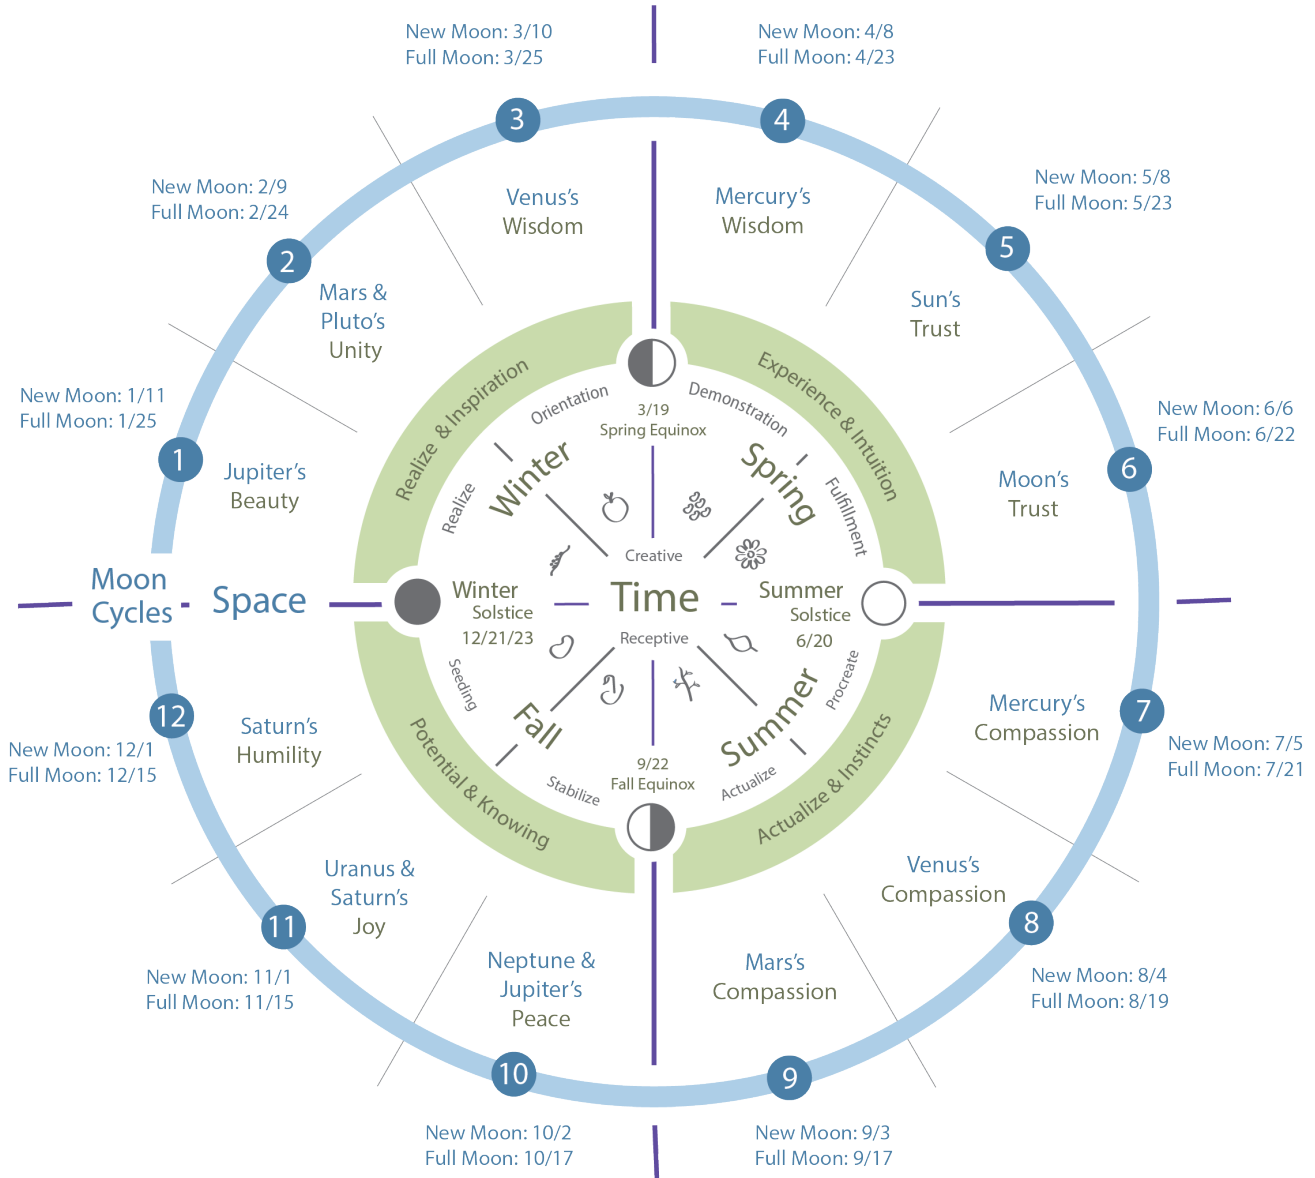 New Moon: 3/10
Full Moon: 3/25
New Moon: 4/8
Full Moon: 4/23
3
4
New Moon: 2/9
Full Moon: 2/24
New Moon: 5/8
Full Moon: 5/23
Venus's
Wisdom
Mercury's
Wisdom
2
5
Mars &
Pluto's
Unity
Sun's
Trust
New Moon: 1/11
Full Moon: 1/25
New Moon: 6/6
Full Moon: 6/22
1
6
Jupiter's
Beauty
Moon's
Trust
Realize & Inspiration
Experience & Intuition
Orientation
Demonstration
3/19
Spring Equinox
Winter
Spring
Realize
Fulfillment
Creative
Time
Receptive
Moon
Cycles
Space
Winter
Solstice
12/21/23
Summer
Solstice
6/20
Seeding
Procreate
Fall
Summer
9/22
Fall Equinox
Stabilize
Actualize
Potential & Knowing
Actualize & Instincts
12
7
New Moon: 12/1
Full Moon: 12/15
Saturn's
Humility
Mercury's
Compassion
New Moon: 7/5
Full Moon: 7/21
Uranus &
Saturn's
Joy
Venus's
Compassion
11
8
New Moon: 11/1
Full Moon: 11/15
Neptune &
Jupiter's
Peace
Mars's
Compassion
New Moon: 8/4
Full Moon: 8/19
10
9
New Moon: 10/2
Full Moon: 10/17
New Moon: 9/3
Full Moon: 9/17